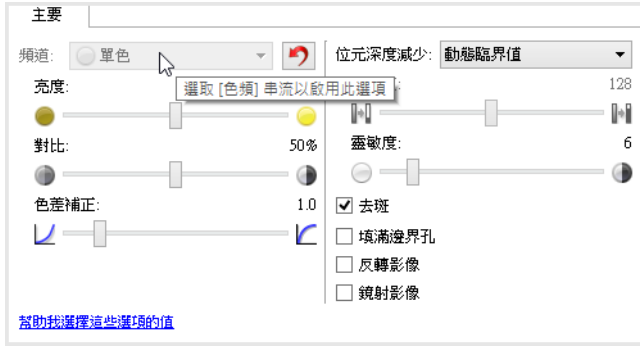 主要
頻道: 單色
選取 [色頻] 串流以啟用此選項
亮度:
對比: 50%
色差補正: 1.0
幫助我選擇這些選項的值
位元深度減少: 動態臨界值
: 128
靈敏度: 6
去斑
填滿邊界孔
反轉影像
鏡射影像